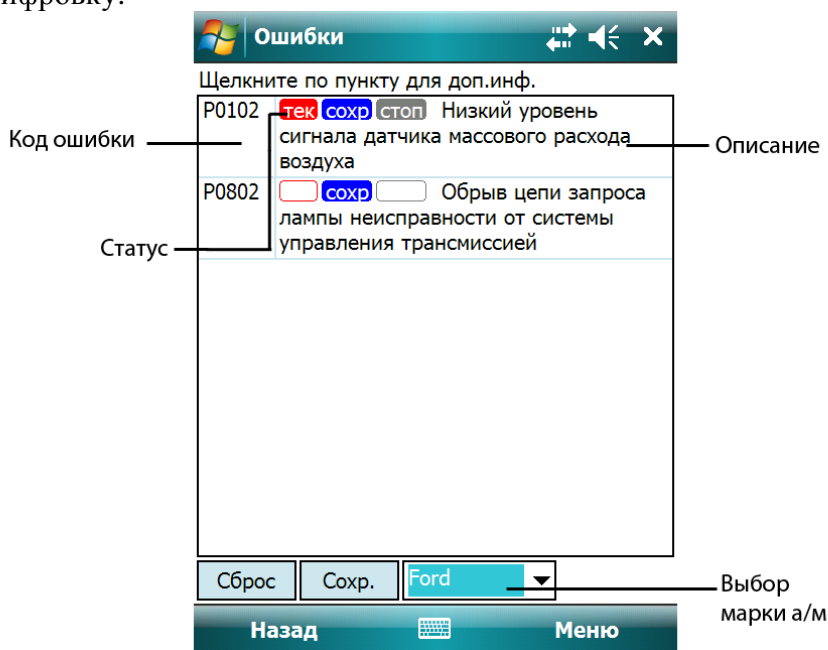 ифровку.
Ошибки
Щелкните по пункту для доп.инф.
P0102 тек сохр стоп Низкий уровень
сигнала датчика массового расхода
воздуха
Код ошибки
Описание
P0802 сохр Обрыв цепи запроса
лампы неисправности от системы
управления трансмиссией
Статус
Сброс Сохр. Ford
Выбор
марки а/м
Назад Меню